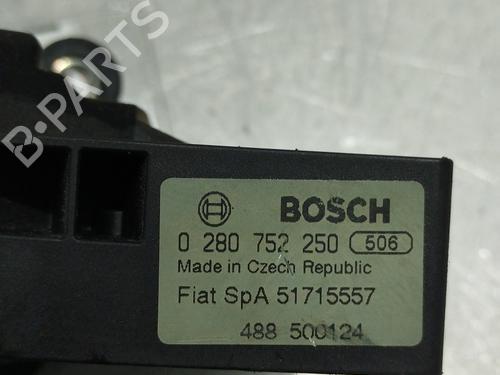 B-PARTS
BOSCH
0 280 752 250 506
Made in Czech Republic
Fiat SpA 51715557
488 500124